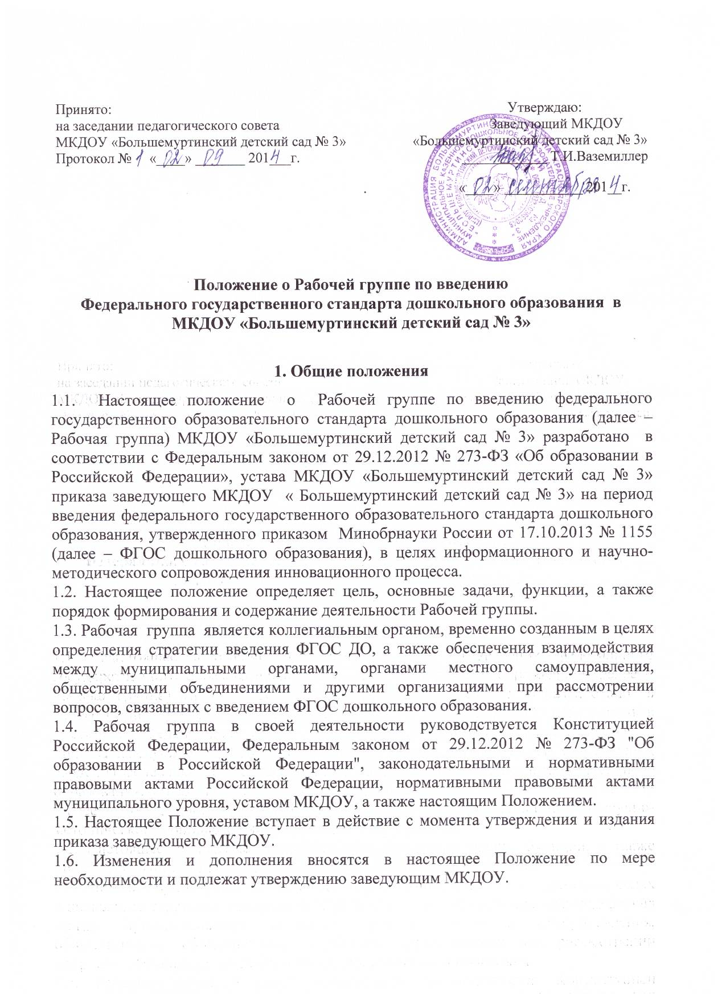 Принято:
на заседании педагогического совета
МКДОУ «Большемуртинский детский сад № 3»
Протокол № 1 «02» 09 2014 г.
Утверждаю:
Заведующий МКДОУ
«Большемуртинский детский сад № 3»
Т.И.Ваземиллер
«02» сентября 2014 г.
Положение о Рабочей группе по введению
Федерального государственного стандарта дошкольного образования в
МКДОУ «Большемуртинский детский сад № 3»
1. Общие положения
1.1. Настоящее положение о Рабочей группе по введению федерального
государственного образовательного стандарта дошкольного образования (далее –
Рабочая группа) МКДОУ «Большемуртинский детский сад № 3» разработано в
соответствии с Федеральным законом от 29.12.2012 № 273-ФЗ «Об образовании в
Российской Федерации», устава МКДОУ «Большемуртинский детский сад № 3»
приказа заведующего МКДОУ « Большемуртинский детский сад № 3» на период
введения федерального государственного образовательного стандарта дошкольного
образования, утвержденного приказом Минобрнауки России от 17.10.2013 № 1155
(далее – ФГОС дошкольного образования), в целях информационного и научно-
методического сопровождения инновационного процесса.
1.2. Настоящее положение определяет цель, основные задачи, функции, а также
порядок формирования и содержание деятельности Рабочей группы.
1.3. Рабочая группа является коллегиальным органом, временно созданным в целях
определения стратегии введения ФГОС ДО, а также обеспечения взаимодействия
между муниципальными органами, органами местного самоуправления,
общественными объединениями и другими организациями при рассмотрении
вопросов, связанных с введением ФГОС дошкольного образования.
1.4. Рабочая группа в своей деятельности руководствуется Конституцией
Российской Федерации, Федеральным законом от 29.12.2012 № 273-ФЗ "Об
образовании в Российской Федерации", законодательными и нормативными
правовыми актами Российской Федерации, нормативными правовыми актами
муниципального уровня, уставом МКДОУ, а также настоящим Положением.
1.5. Настоящее Положение вступает в действие с момента утверждения и издания
приказа заведующего МКДОУ.
1.6. Изменения и дополнения вносятся в настоящее Положение по мере
необходимости и подлежат утверждению заведующим МКДОУ.